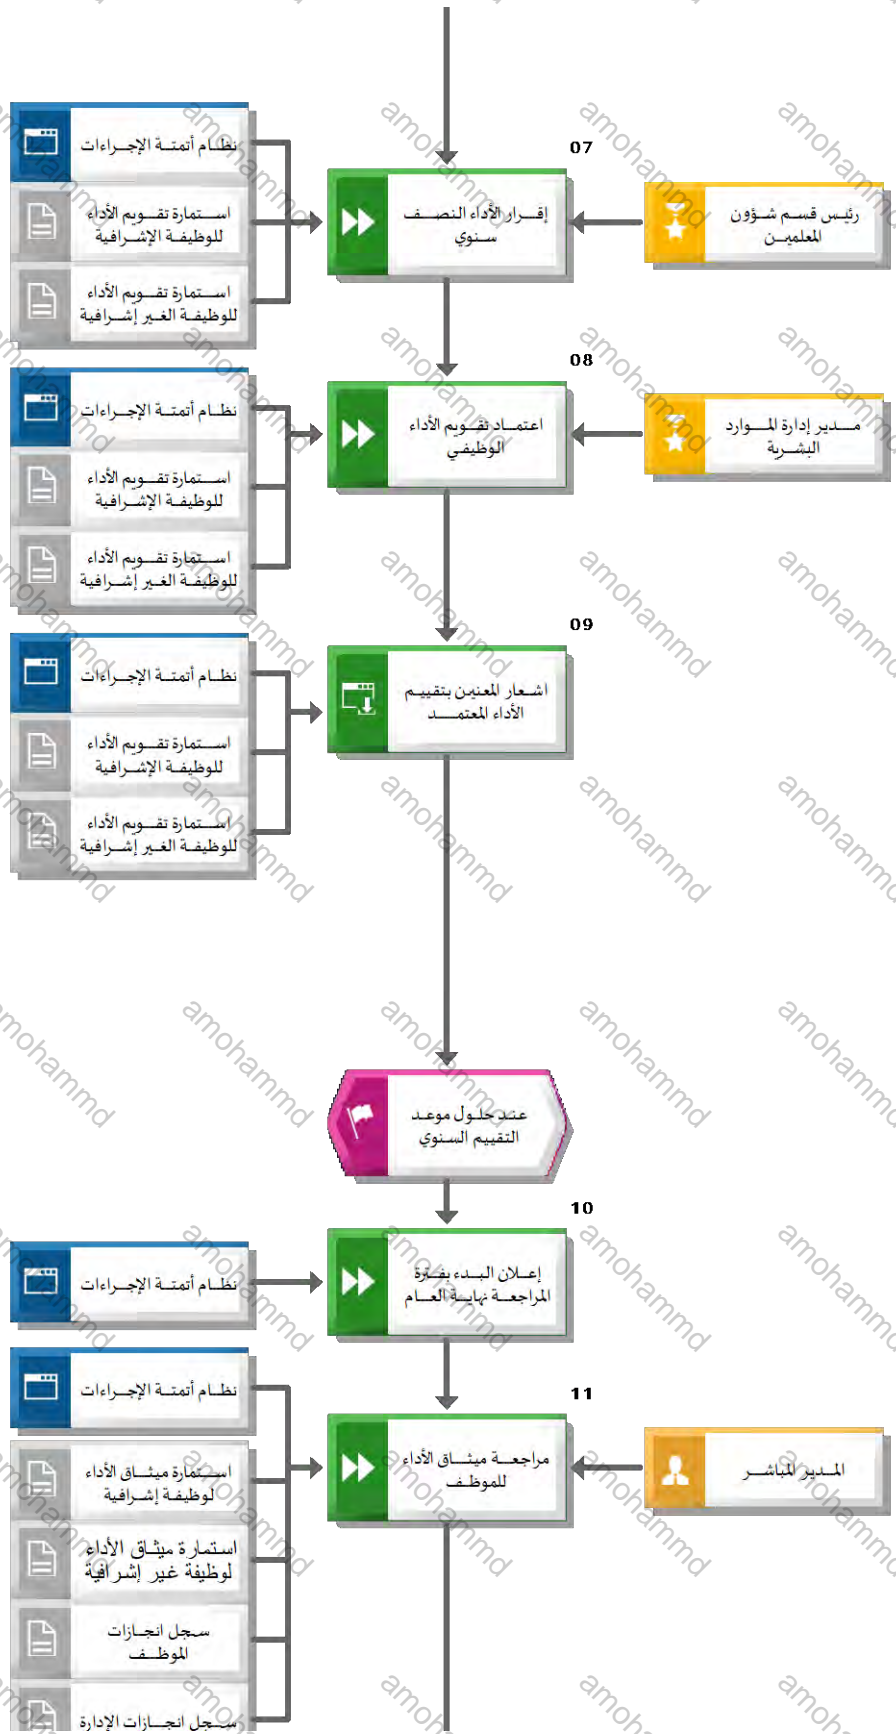 07
رئيس قسم شؤون
المعلمين
إقرار الأداء النصف
سنوي
نظام أتمتة الإجراءات
استمارة تقويم الأداء
للوظيفة الإشرافية
استمارة تقويم الأداء
للوظيفة الغير إشرافية
08
مدير إدارة الموارد
البشرية
اعتماد تقويم الأداء
الوظيفي
نظام أتمتة الإجراءات
استمارة تقويم الأداء
للوظيفة الإشرافية
استمارة تقويم الأداء
للوظيفة الغير إشرافية
09
اشعار المعنين بتقييم
الأداء المعتمد
نظام أتمتة الإجراءات
استمارة تقويم الأداء
للوظيفة الإشرافية
استمارة تقويم الأداء
للوظيفة الغير إشرافية
عند حلول موعد
التقييم السنوي
10
إعلان البدء بفترة
المراجعة نهاية العام
نظام أتمتة الإجراءات
11
المدير المباشر
مراجعة ميثاق الأداء
للموظف
نظام أتمتة الإجراءات
استمارة ميثاق الأداء
لوظيفة إشرافية
استمارة ميثاق الأداء
لوظيفة غير إشرافية
سجل انجازات
الموظف
سجل انجازات الإدارة
amohammd